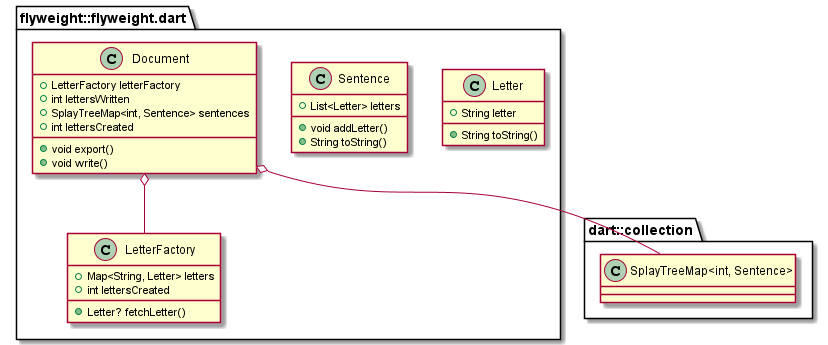 flyweight::flyweight.dart
C Document
LetterFactory letterFactory
int lettersWritten
SplayTreeMap<int, Sentence> sentences
int lettersCreated
void export()
void write()
C Sentence
List<Letter> letters
void addLetter()
String toString()
C Letter
String letter
String toString()
C LetterFactory
Map<String, Letter> letters
int lettersCreated
Letter? fetchLetter()
dart::collection
C SplayTreeMap<int, Sentence>